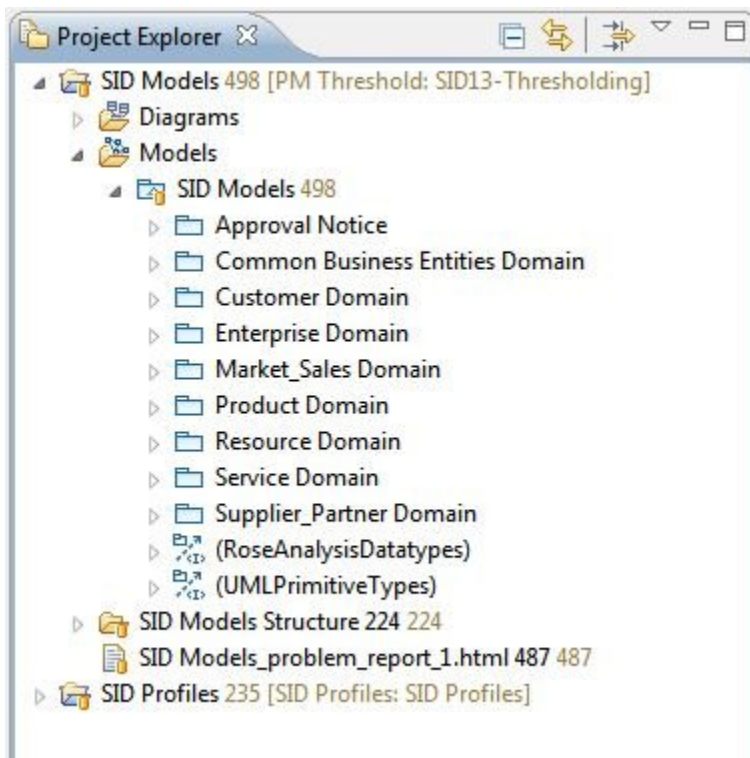 Project Explorer
SID Models 498 [PM Threshold: SID13-Thresholding]
Diagrams
Models
SID Models 498
Approval Notice
Common Business Entities Domain
Customer Domain
Enterprise Domain
Market_Sales Domain
Product Domain
Resource Domain
Service Domain
Supplier_Partner Domain
(RoseAnalysisDatatypes)
(UMLPrimitiveTypes)
SID Models Structure 224 224
SID Models_problem_report_1.html 487 487
SID Profiles 235 [SID Profiles: SID Profiles]